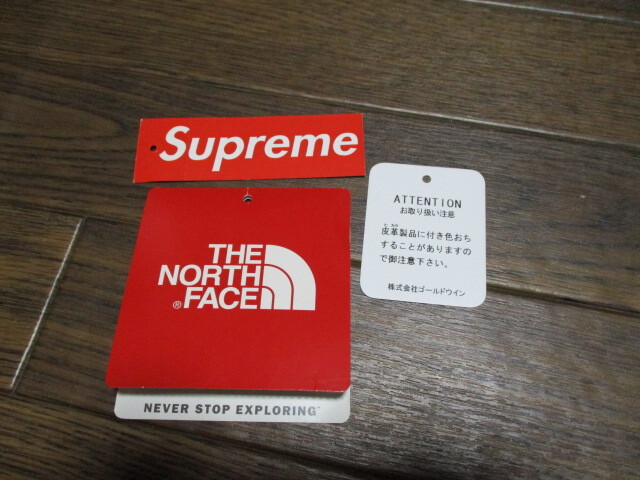 Supreme
THE
NORTH
FACE®
NEVER STOP EXPLORING™
ATTENTION
お取り扱い注意
皮革製品に付き色おち
することがありますの
で御注意下さい。
株式会社ゴールドウイン